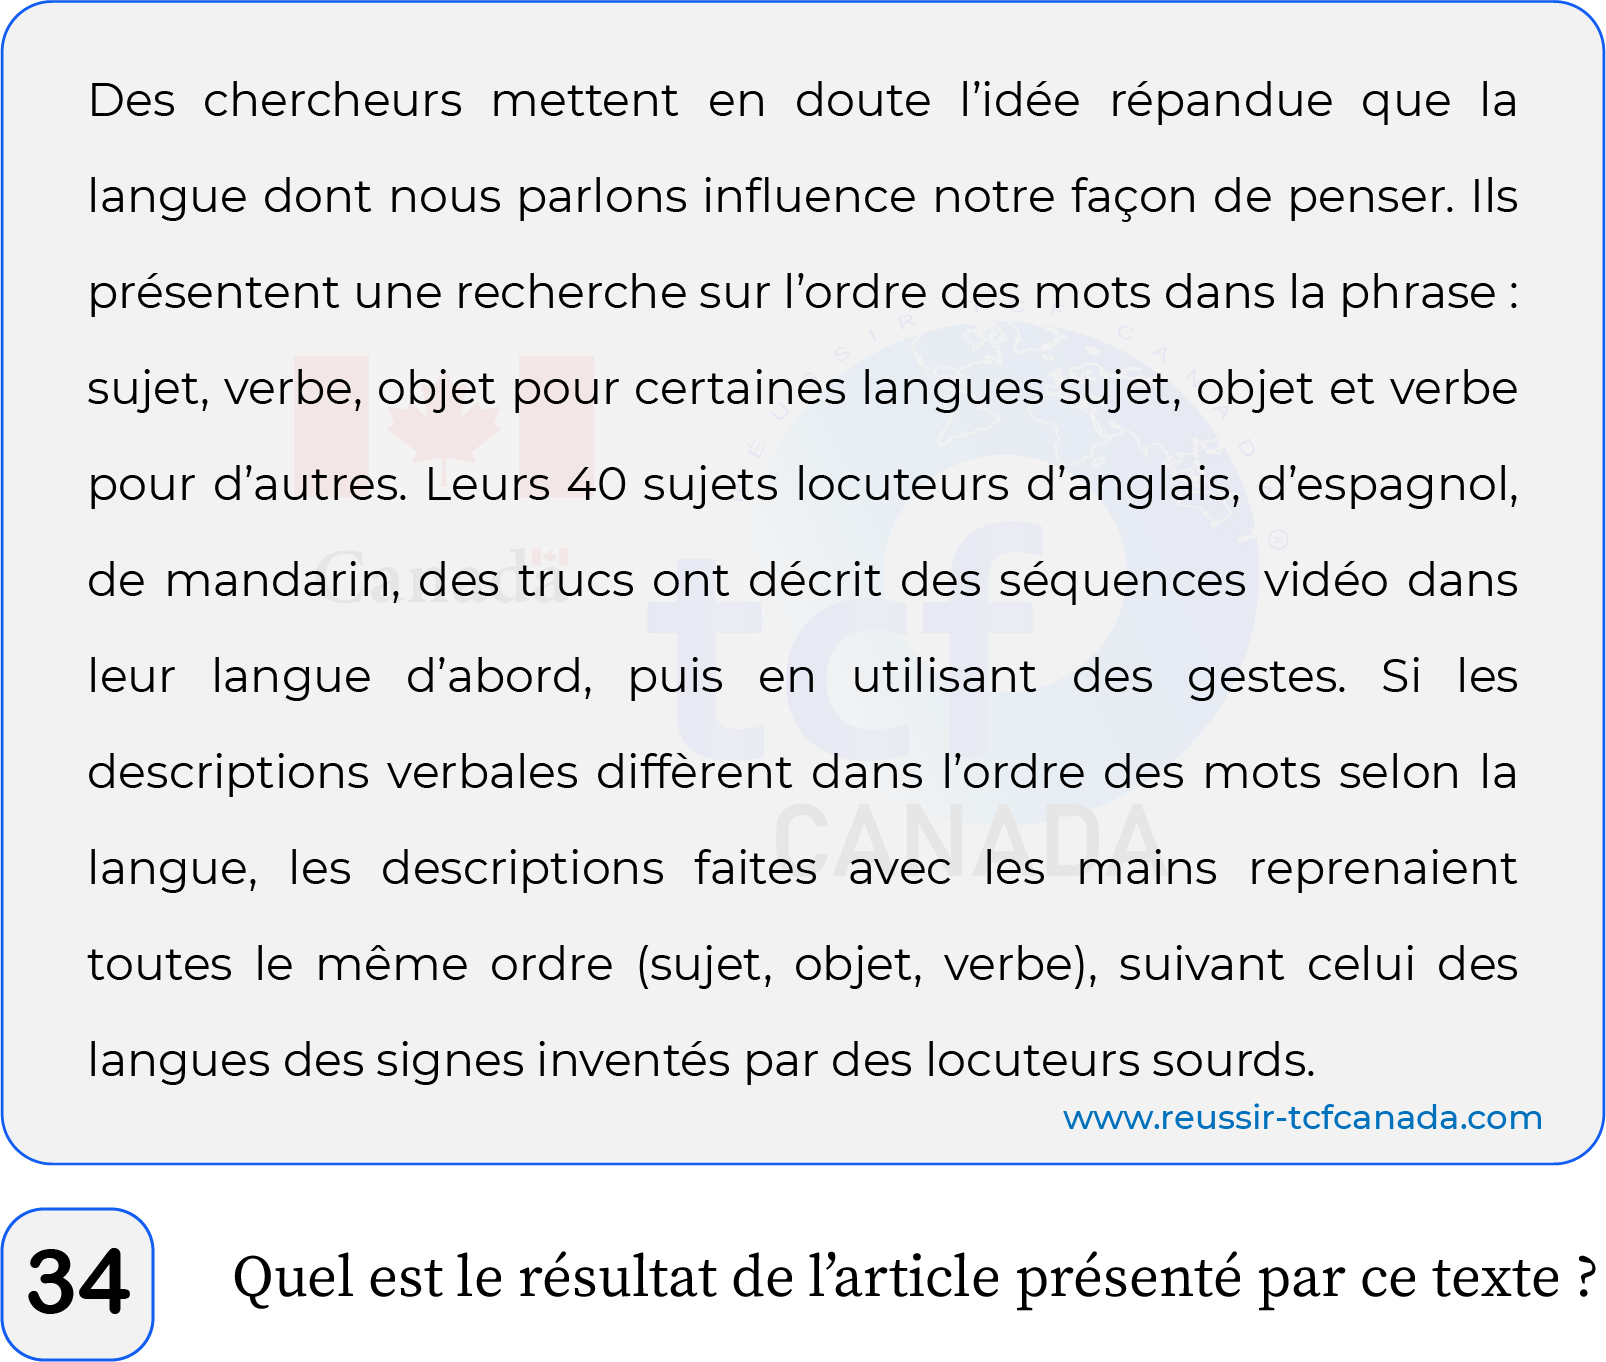 Des chercheurs mettent en doute l’idée répandue que la
langue dont nous parlons influence notre façon de penser. Ils
présentent une recherche sur l’ordre des mots dans la phrase :
sujet, verbe, objet pour certaines langues sujet, objet et verbe
pour d’autres. Leurs 40 sujets locuteurs d’anglais, d’espagnol,
de mandarin, des trucs ont décrit des séquences vidéo dans
leur langue d’abord, puis en utilisant des gestes. Si les
descriptions verbales diffèrent dans l’ordre des mots selon la
langue, les descriptions faites avec les mains reprenaient
toutes le même ordre (sujet, objet, verbe), suivant celui des
langues des signes inventés par des locuteurs sourds.
www.reussir-tcfcanada.com
RÉUSSIR TCF CANADA ®
Canada
tcf
CANADA
34 Quel est le résultat de l’article présenté par ce texte ?